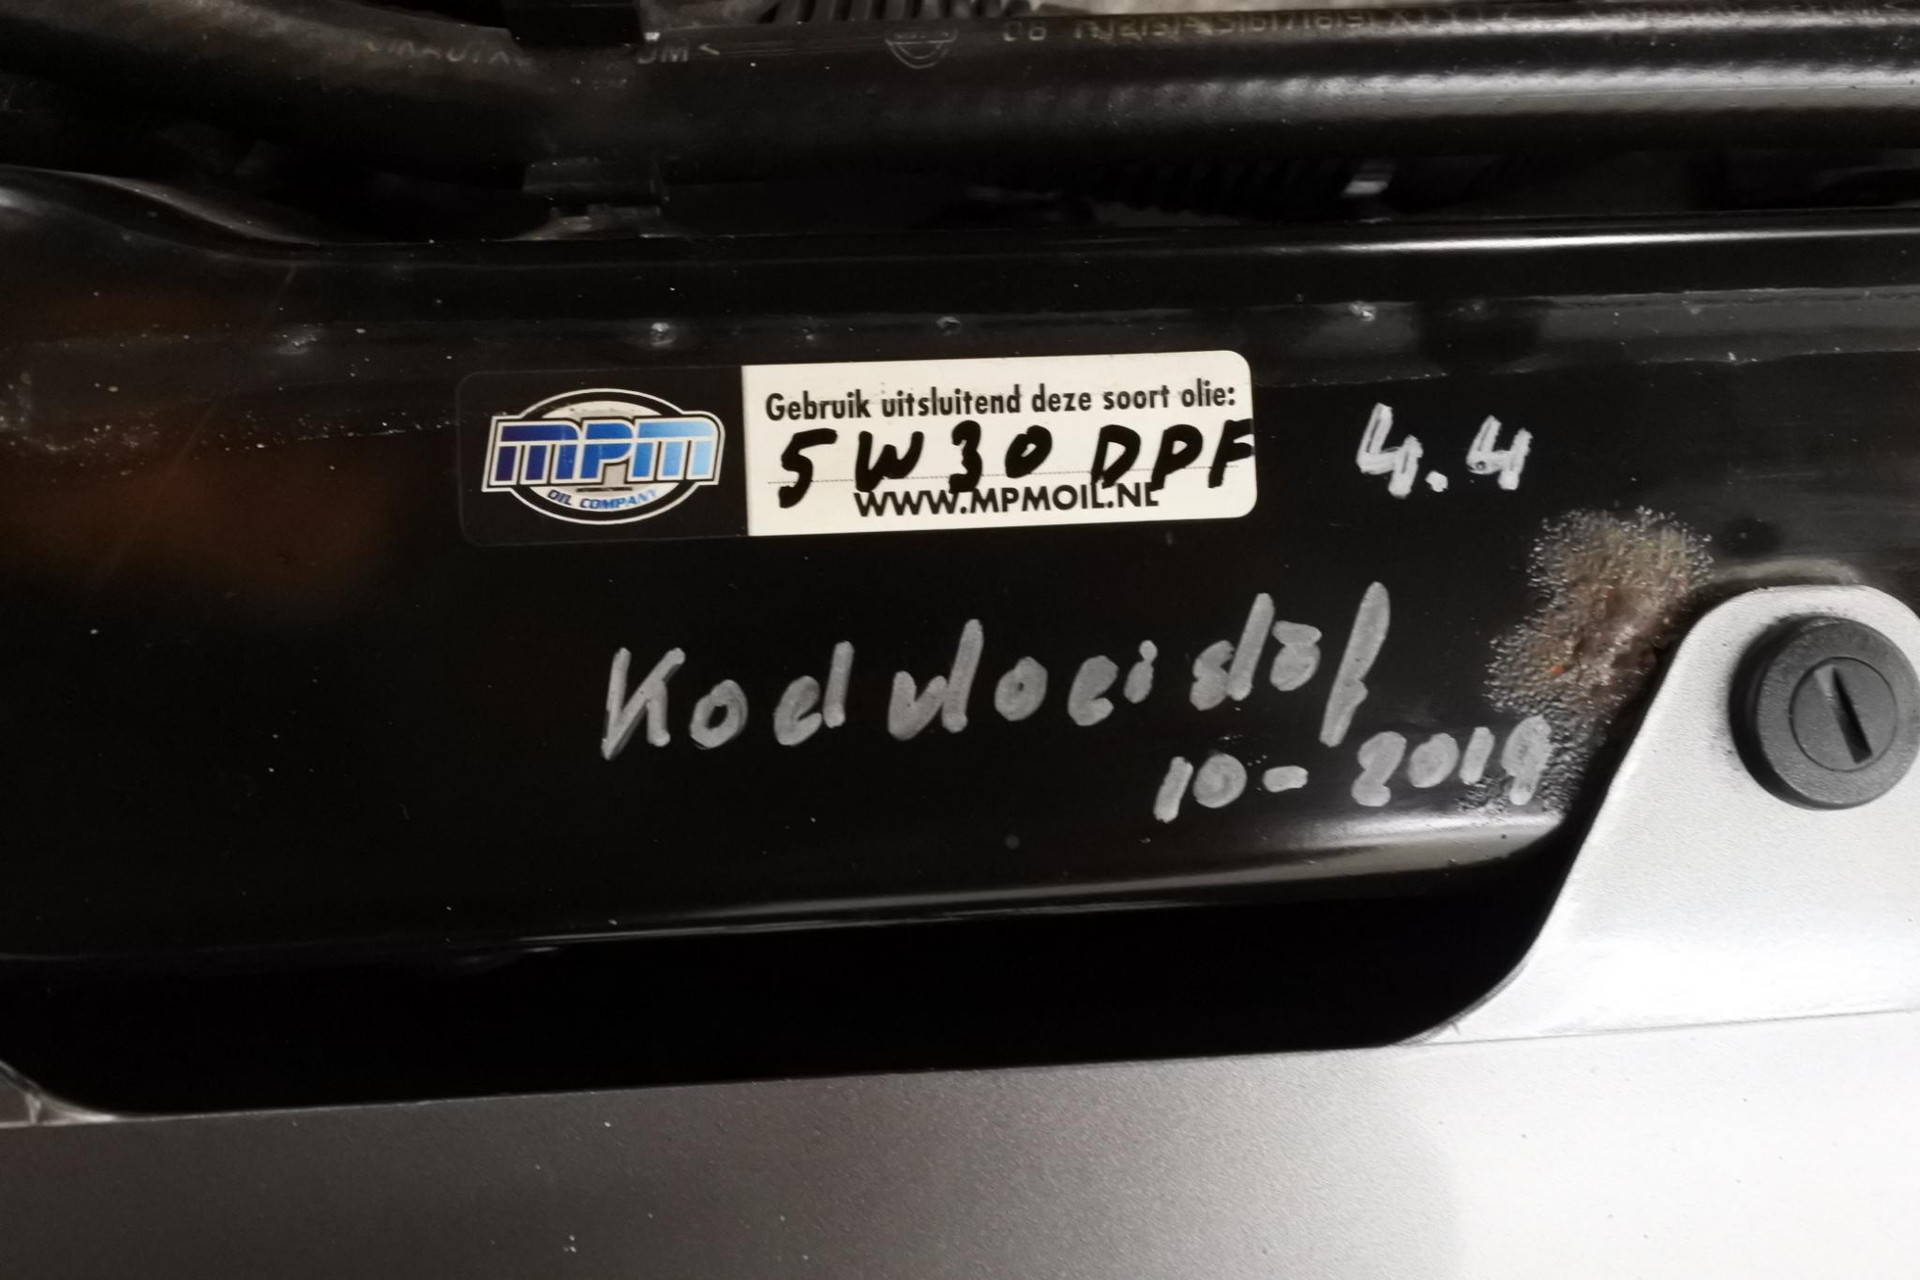 MPM
OIL COMPANY
Gebruik uitsluitend deze soort olie:
5W30 DPF
WWW.MPMOIL.NL
4.4
Koelvloeistof
10-2019